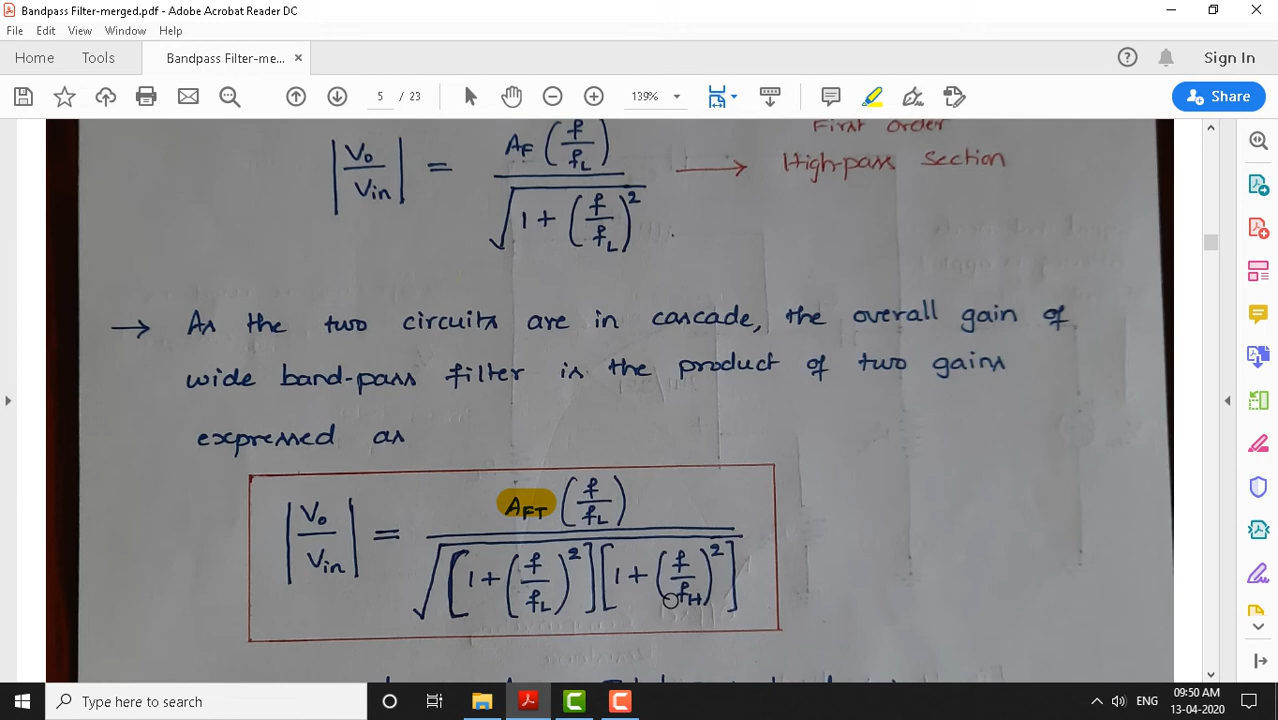 Bandpass Filter-merged.pdf - Adobe Acrobat Reader DC
File Edit View Window Help
Home Tools Bandpass Filter-me... ×
Sign In
5 / 23 139% Share
First Order
|Vo/Vin| = AF (f/fL) / √(1 + (f/fL)²) → High-pass section
→ As the two circuits are in cascade, the overall gain of
wide band-pass filter is the product of two gains
expressed as
|Vo/Vin| = AFT (f/fL) / √([1 + (f/fL)²][1 + (f/fH)²])
Type here to search
ENG
09:50 AM
13-04-2020